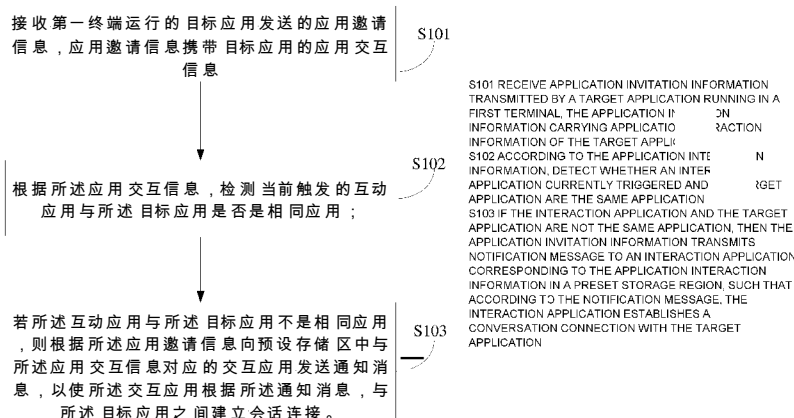 接收第一终端运行的目标应用发送的应用邀请
信息，应用邀请信息携带目标应用的应用交互
信息
S101
根据所述应用交互信息，检测当前触发的互动
应用与所述目标应用是否是相同应用；
S102
若所述互动应用与所述目标应用不是相同应用
，则根据所述应用邀请信息向预设存储区中与
所述应用交互信息对应的交互应用发送通知消
息，以使所述交互应用根据所述通知消息，与
所述目标应用之间建立会话连接。
S103
S101 RECEIVE APPLICATION INVITATION INFORMATION
TRANSMITTED BY A TARGET APPLICATION RUNNING IN A
FIRST TERMINAL, THE APPLICATION
INFORMATION CARRYING
INFORMATION OF THE TARGET
S102 ACCORDING TO THE APPLICATION
INFORMATION, DETECT WHETHER AN
APPLICATION CURRENTLY TRIGGERED AND
APPLICATION ARE THE SAME APPLICATION
S103 IF THE INTERACTION APPLICATION AND THE TARGET
APPLICATION ARE NOT THE SAME APPLICATION, THEN THE
APPLICATION INVITATION INFORMATION TRANSMITS
NOTIFICATION MESSAGE TO AN INTERACTION APPLICATION
CORRESPONDING TO THE APPLICATION INTERACTION
INFORMATION IN A PRESET STORAGE REGION, SUCH THAT
ACCORDING TO THE NOTIFICATION MESSAGE, THE
INTERACTION APPLICATION ESTABLISHES A
CONVERSATION CONNECTION WITH THE TARGET
APPLICATION